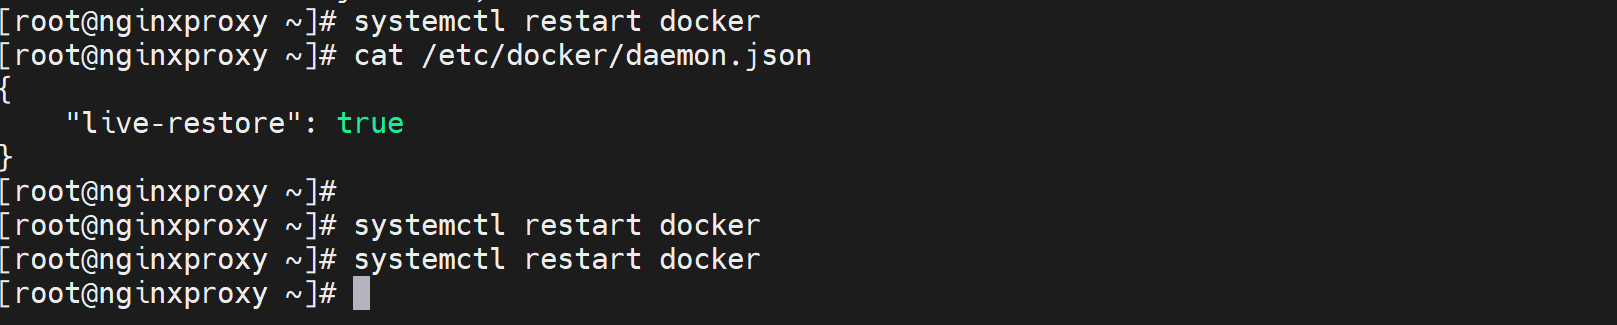 [root@nginxproxy ~]# systemctl restart docker
[root@nginxproxy ~]# cat /etc/docker/daemon.json
{
    "live-restore": true
}
[root@nginxproxy ~]#
[root@nginxproxy ~]# systemctl restart docker
[root@nginxproxy ~]# systemctl restart docker
[root@nginxproxy ~]#